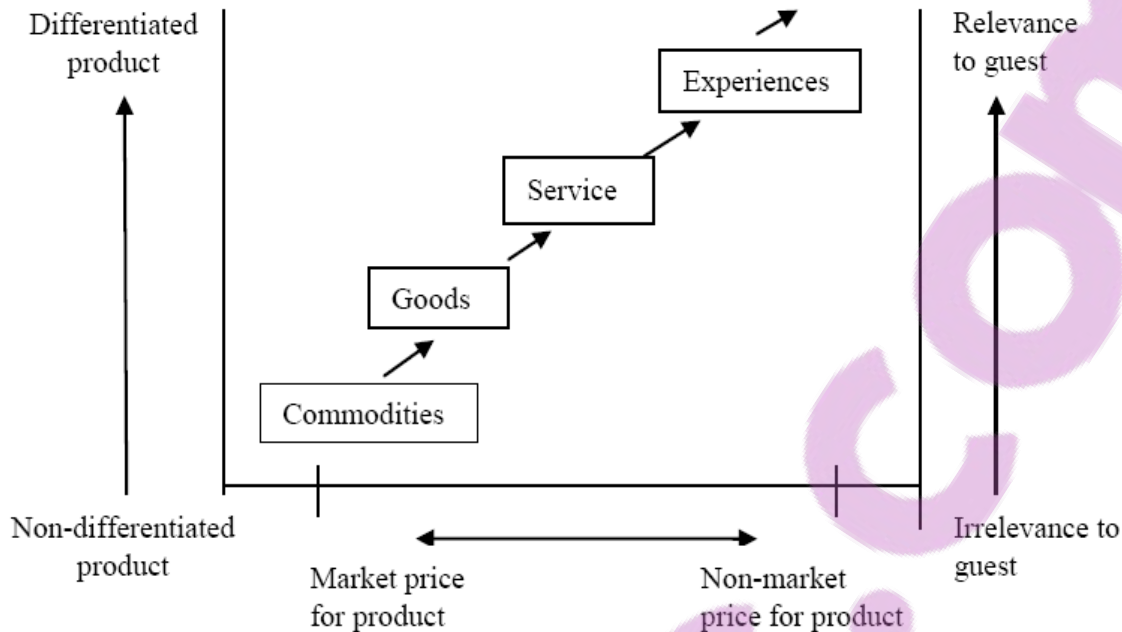 Differentiated
product
Relevance
to guest
Experiences
Service
Goods
Commodities
Non-differentiated
product
Irrelevance to
guest
Market price
for product
Non-market
price for product
.com